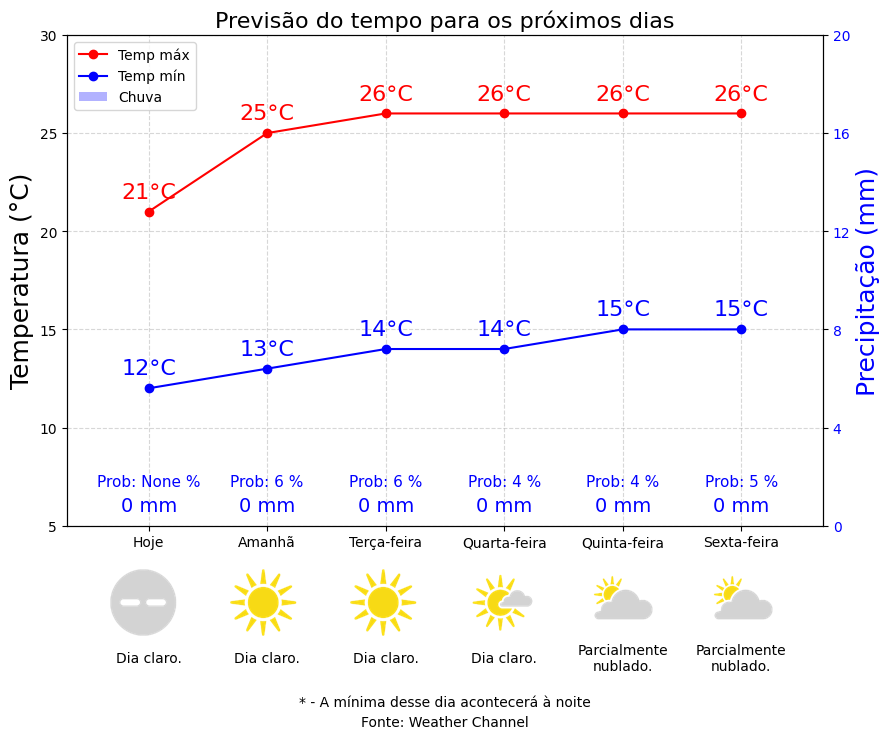 Previsão do tempo para os próximos dias
30
25
20
15
10
5
Temperatura (°C)
20
16
12
8
4
0
Precipitação (mm)
Temp máx
Temp mín
Chuva
21°C
25°C
26°C
26°C
26°C
26°C
12°C
13°C
14°C
14°C
15°C
15°C
Prob: None %
Prob: 6 %
Prob: 6 %
Prob: 4 %
Prob: 4 %
Prob: 5 %
0 mm
0 mm
0 mm
0 mm
0 mm
0 mm
Hoje
Amanhã
Terça-feira
Quarta-feira
Quinta-feira
Sexta-feira
Dia claro.
Dia claro.
Dia claro.
Dia claro.
Parcialmente
nublado.
Parcialmente
nublado.
* - A mínima desse dia acontecerá à noite
Fonte: Weather Channel